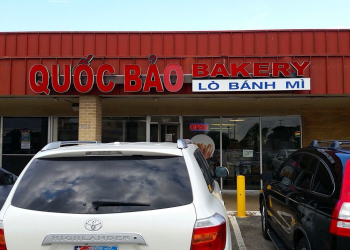 QUỐC BẢO BAKERY
LÒ BÁNH MÌ
HIGHLANDER